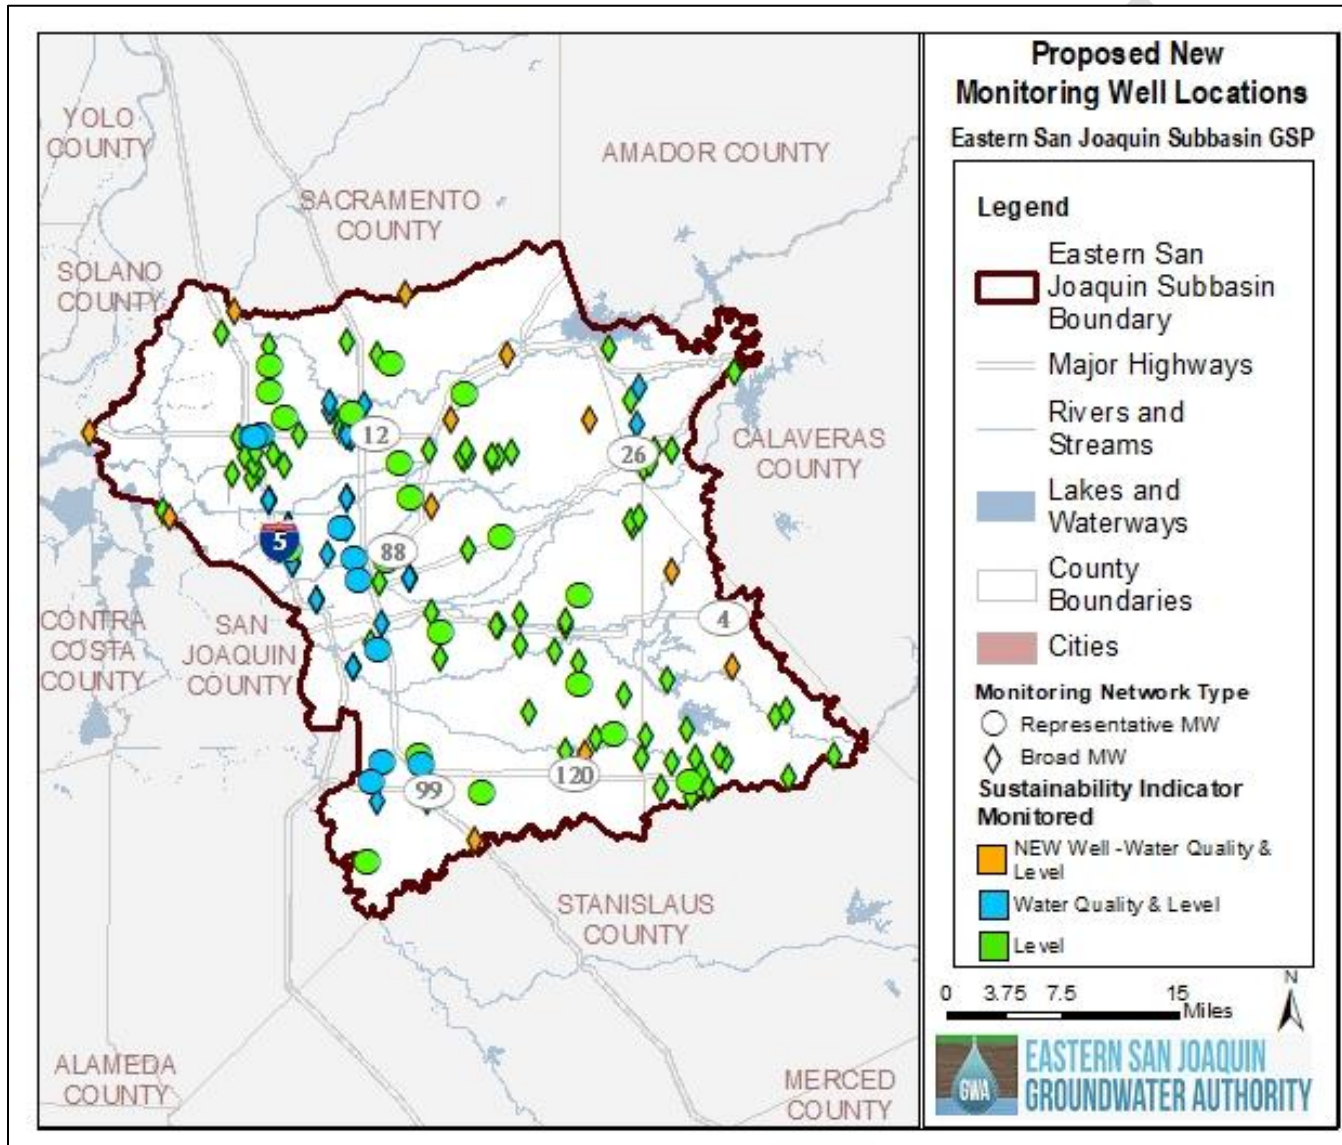 Proposed New
Monitoring Well Locations
Eastern San Joaquin Subbasin GSP
Legend
Eastern San
Joaquin Subbasin
Boundary
Major Highways
Rivers and
Streams
Lakes and
Waterways
County
Boundaries
Cities
Monitoring Network Type
Representative MW
Broad MW
Sustainability Indicator
Monitored
NEW Well -Water Quality &
Level
Water Quality & Level
Level
0 3.75 7.5 15
Miles
N
GWA
EASTERN SAN JOAQUIN
GROUNDWATER AUTHORITY
YOLO
COUNTY
AMADOR COUNTY
SACRAMENTO
COUNTY
SOLANO
COUNTY
CALAVERAS
COUNTY
12
26
5
88
4
CONTRA
COSTA
COUNTY
SAN
JOAQUIN
COUNTY
120
99
STANISLAUS
COUNTY
ALAMEDA
COUNTY
MERCED
COUNTY